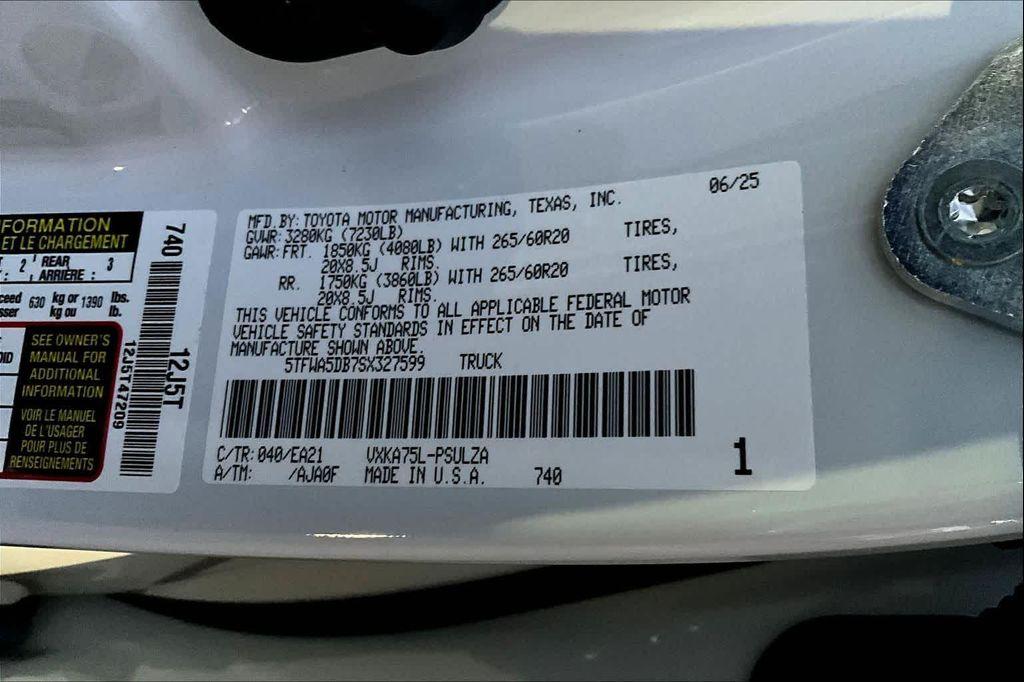 FORMATION
ET LE CHARGEMENT
2 REAR ARRIÈRE : 3
630 kg or kg ou 1390 lbs. lb.
SEE OWNER'S
MANUAL FOR
ADDITIONAL
INFORMATION
VOIR LE MANUEL
DE L'USAGER
POUR PLUS DE
RENSEIGNEMENTS
740
12J5T
12J5T47209
06/25
MFD BY: TOYOTA MOTOR MANUFACTURING, TEXAS, INC.
GVWR: 3280KG (7230LB)
GAWR: FRT. 1850KG (4080LB) WITH 265/60R20 TIRES,
20X8.5J RIMS.
RR. 1750KG (3860LB) WITH 265/60R20 TIRES,
20X8.5J RIMS.
THIS VEHICLE CONFORMS TO ALL APPLICABLE FEDERAL MOTOR
VEHICLE SAFETY STANDARDS IN EFFECT ON THE DATE OF
MANUFACTURE SHOWN ABOVE.
5TFWA5DB7SX327599 TRUCK
C/TR: 040/EA21 VXKA75L-PSULZA
A/TM: /AJA0F MADE IN U.S.A. 740
1